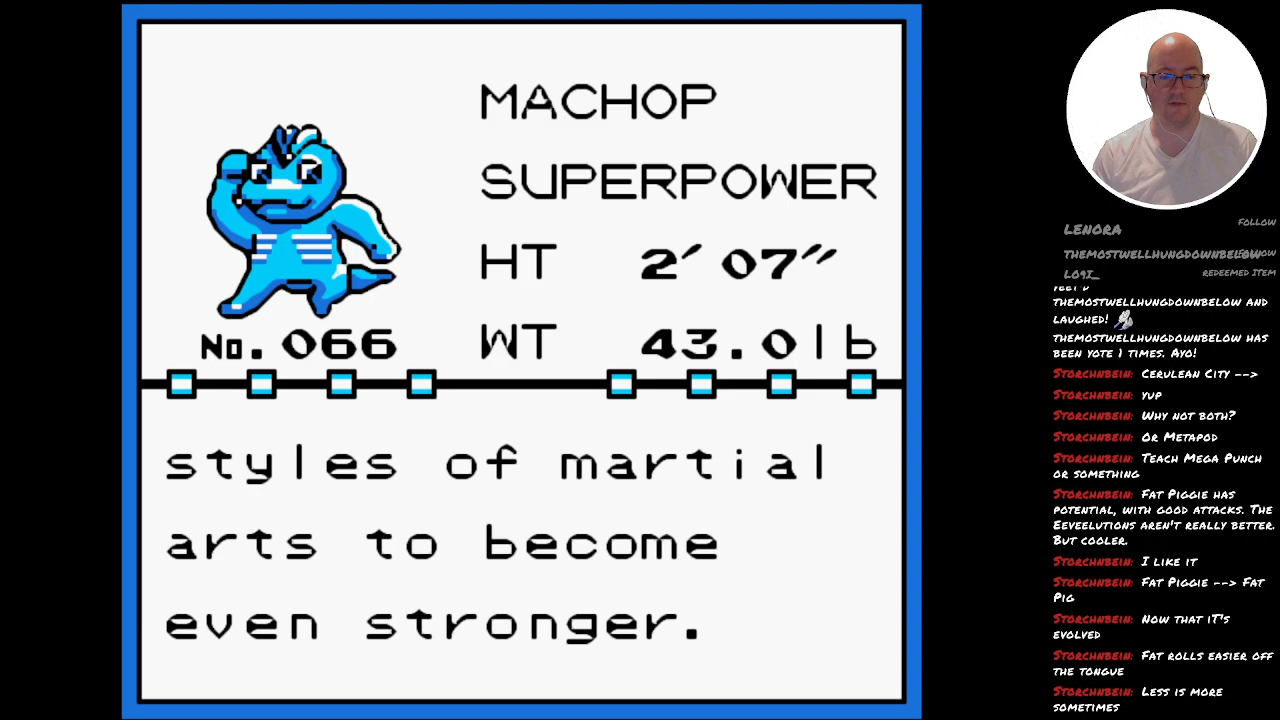 MACHOP
SUPERPOWER
HT 2′07″
No.066 WT 43.0lb
styles of martial
arts to become
even stronger.
LENORA FOLLOW
THEMOSTWELLHUNGDOWNBELOW
LO9I_ REDEEMED ITEM
THEMOSTWELLHUNGDOWNBELOW AND
LAUGHED!
THEMOSTWELLHUNGDOWNBELOW HAS
BEEN YOTE 1 TIMES. AYO!
STORCHNBEIN: CERULEAN CITY -->
STORCHNBEIN: YUP
STORCHNBEIN: WHY NOT BOTH?
STORCHNBEIN: OR METAPOD
STORCHNBEIN: TEACH MEGA PUNCH
OR SOMETHING
STORCHNBEIN: FAT PIGGIE HAS
POTENTIAL, WITH GOOD ATTACKS. THE
EEVEELUTIONS AREN'T REALLY BETTER.
BUT COOLER.
STORCHNBEIN: I LIKE IT
STORCHNBEIN: FAT PIGGIE --> FAT
PIG
STORCHNBEIN: NOW THAT IT'S
EVOLVED
STORCHNBEIN: FAT ROLLS EASIER OFF
THE TONGUE
STORCHNBEIN: LESS IS MORE
SOMETIMES